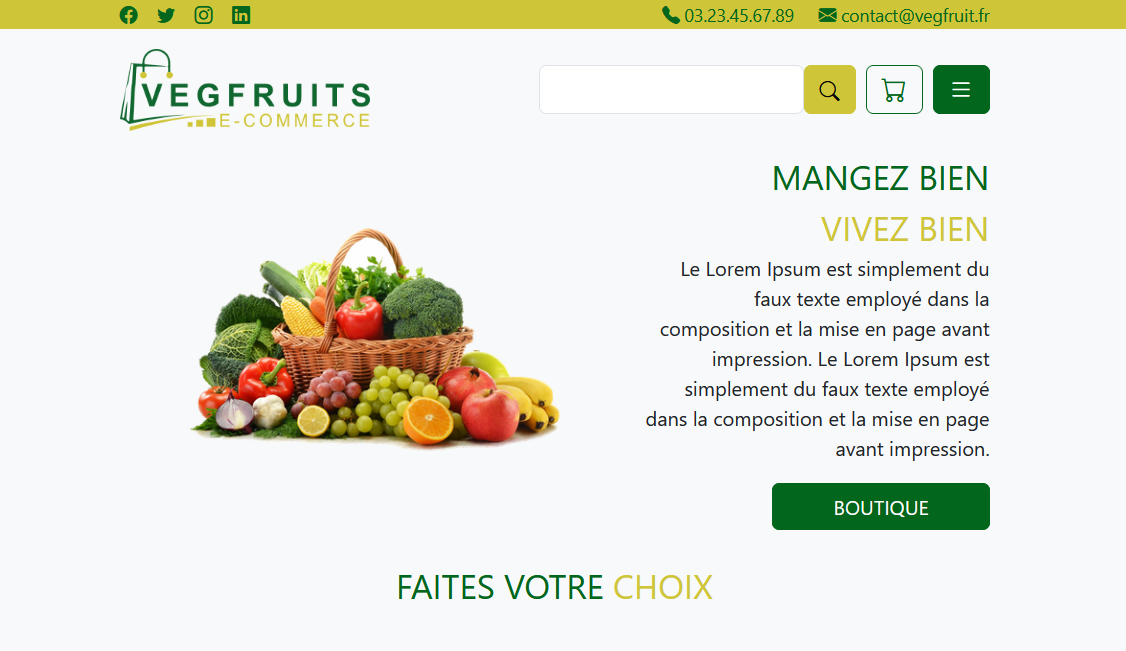 03.23.45.67.89 contact@vegfruit.fr
VEGFRUITS
E-COMMERCE
MANGEZ BIEN
VIVEZ BIEN
Le Lorem Ipsum est simplement du
faux texte employé dans la
composition et la mise en page avant
impression. Le Lorem Ipsum est
simplement du faux texte employé
dans la composition et la mise en page
avant impression.
BOUTIQUE
FAITES VOTRE CHOIX